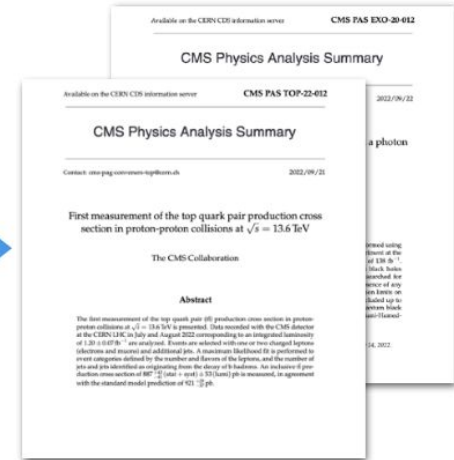 Available on the CERN CDS information server CMS PAS EXO-20-012
CMS Physics Analysis Summary
2022/09/22
a photon
Available on the CERN CDS information server CMS PAS TOP-22-012
CMS Physics Analysis Summary
Contact: cms-pag-conveners-top@cern.ch 2022/09/21
First measurement of the top quark pair production cross
section in proton-proton collisions at √s = 13.6 TeV
The CMS Collaboration
Abstract
The first measurement of the top quark pair (tt̄) production cross section in proton-
proton collisions at √s = 13.6 TeV is presented. Data recorded with the CMS detector
at the CERN LHC in July and August 2022 corresponding to an integrated luminosity
of 1.20 ± 0.07 fb⁻¹ are analyzed. Events are selected with one or two charged leptons
(electrons and muons) and additional jets. A maximum likelihood fit is performed in
event categories defined by the number and flavors of the leptons, and the number of
jets and jets identified as originating from the decay of b hadrons. An inclusive tt̄ pro-
duction cross section of 887 (stat + syst) ± 53 (lumi) pb is measured, in agreement
with the standard model prediction of 921 pb.